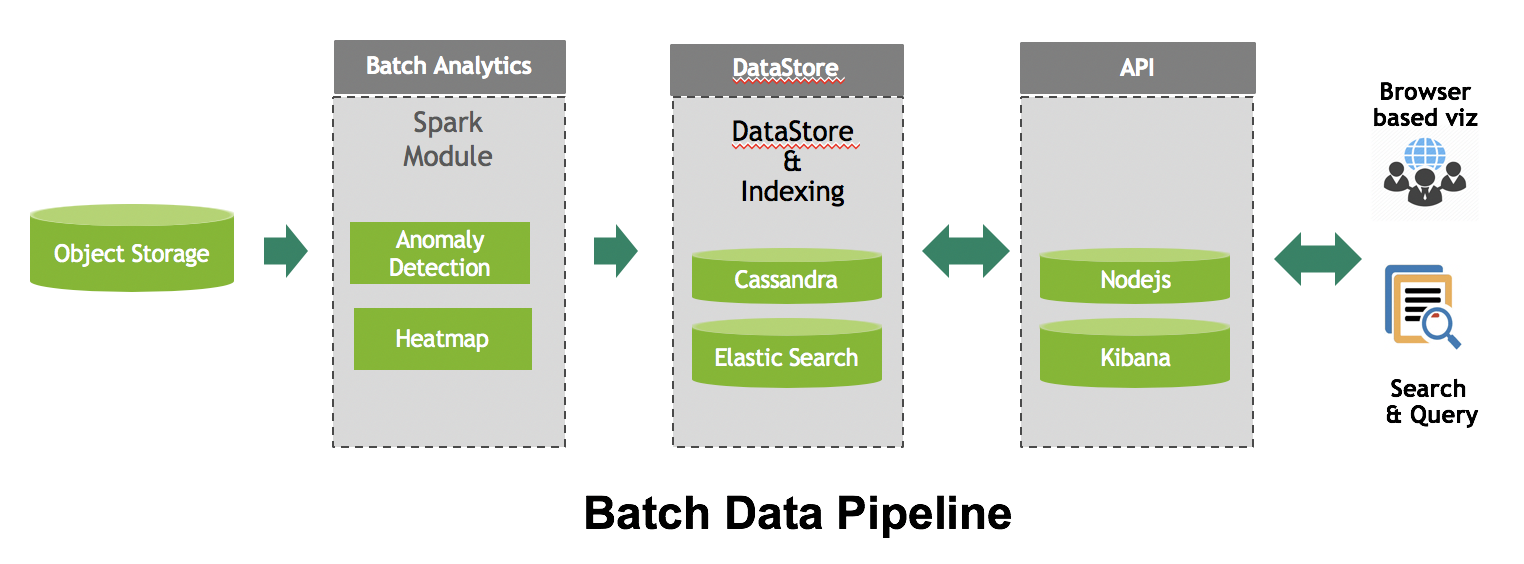 Object Storage
Batch Analytics
Spark
Module
Anomaly
Detection
Heatmap
DataStore
DataStore
&
Indexing
Cassandra
Elastic Search
API
Nodejs
Kibana
Browser
based viz
Search
& Query
Batch Data Pipeline